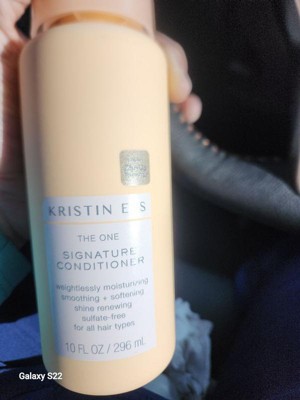 KRISTIN E S
THE ONE
SIGNATURE
CONDITIONER
weightlessly moisturizing
smoothing + softening
shine renewing
sulfate-free
for all hair types
10 FL OZ / 296 mL
Galaxy S22